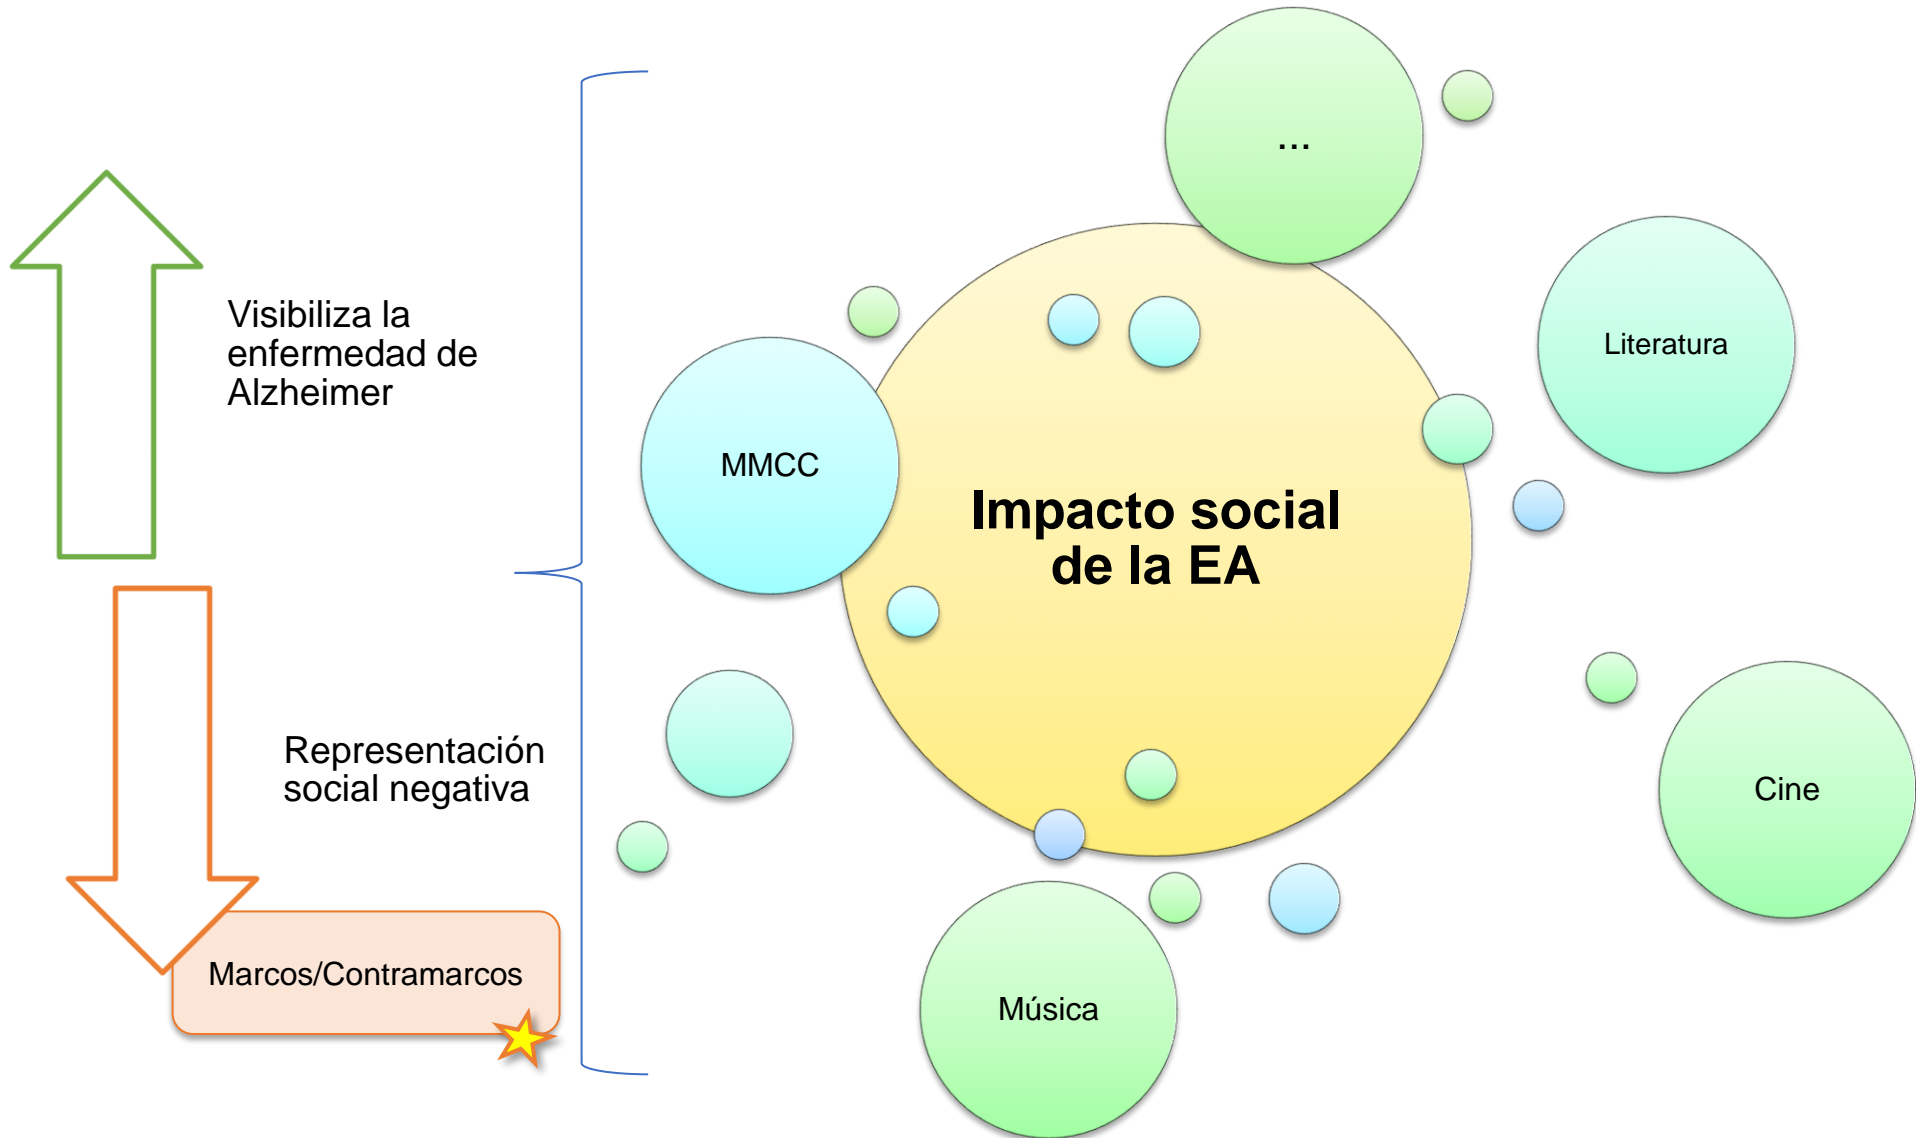 Visibiliza la
enfermedad de
Alzheimer
Representación
social negativa
Marcos/Contramarcos
...
Literatura
MMCC
Impacto social
de la EA
Cine
Música